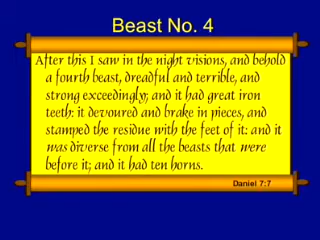 Beast No. 4
After this I saw in the night visions, and behold
a fourth beast, dreadful and terrible, and
strong exceedingly; and it had great iron
teeth: it devoured and brake in pieces, and
stamped the residue with the feet of it: and it
was diverse from all the beasts that were
before it; and it had ten horns.
Daniel 7:7